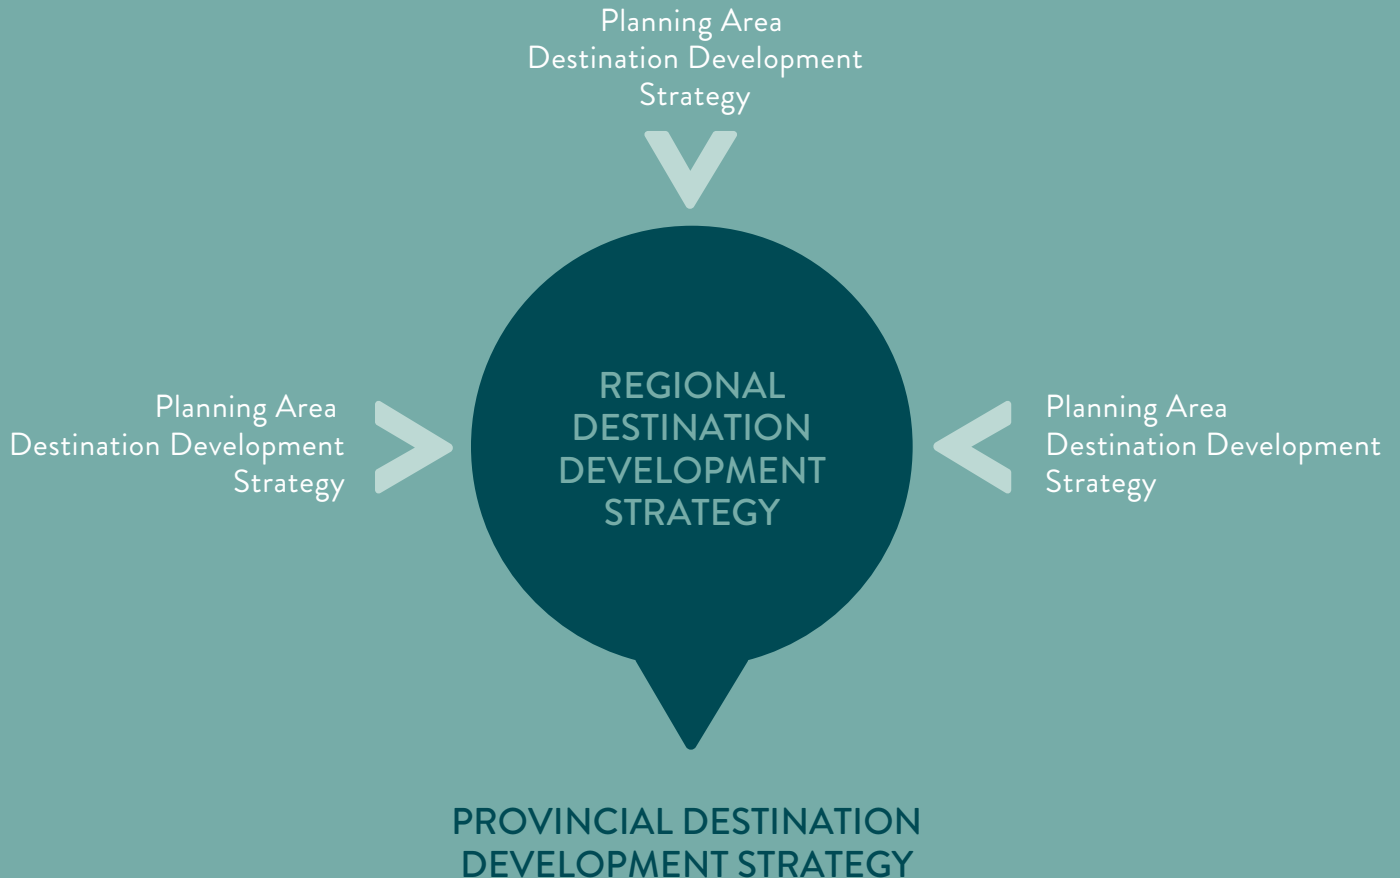 Planning Area
Destination Development
Strategy
REGIONAL
DESTINATION
DEVELOPMENT
STRATEGY
Planning Area
Destination Development
Strategy
Planning Area
Destination Development
Strategy
PROVINCIAL DESTINATION
DEVELOPMENT STRATEGY